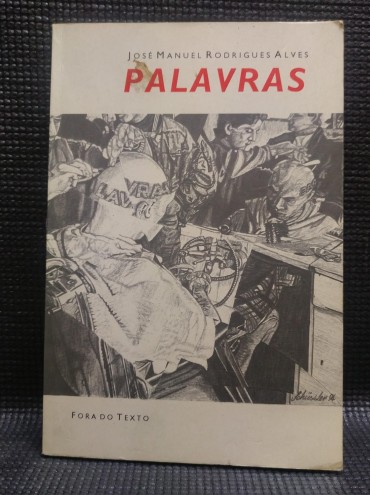 JOSÉ MANUEL RODRIGUES ALVES
PALAVRAS
FORA DO TEXTO